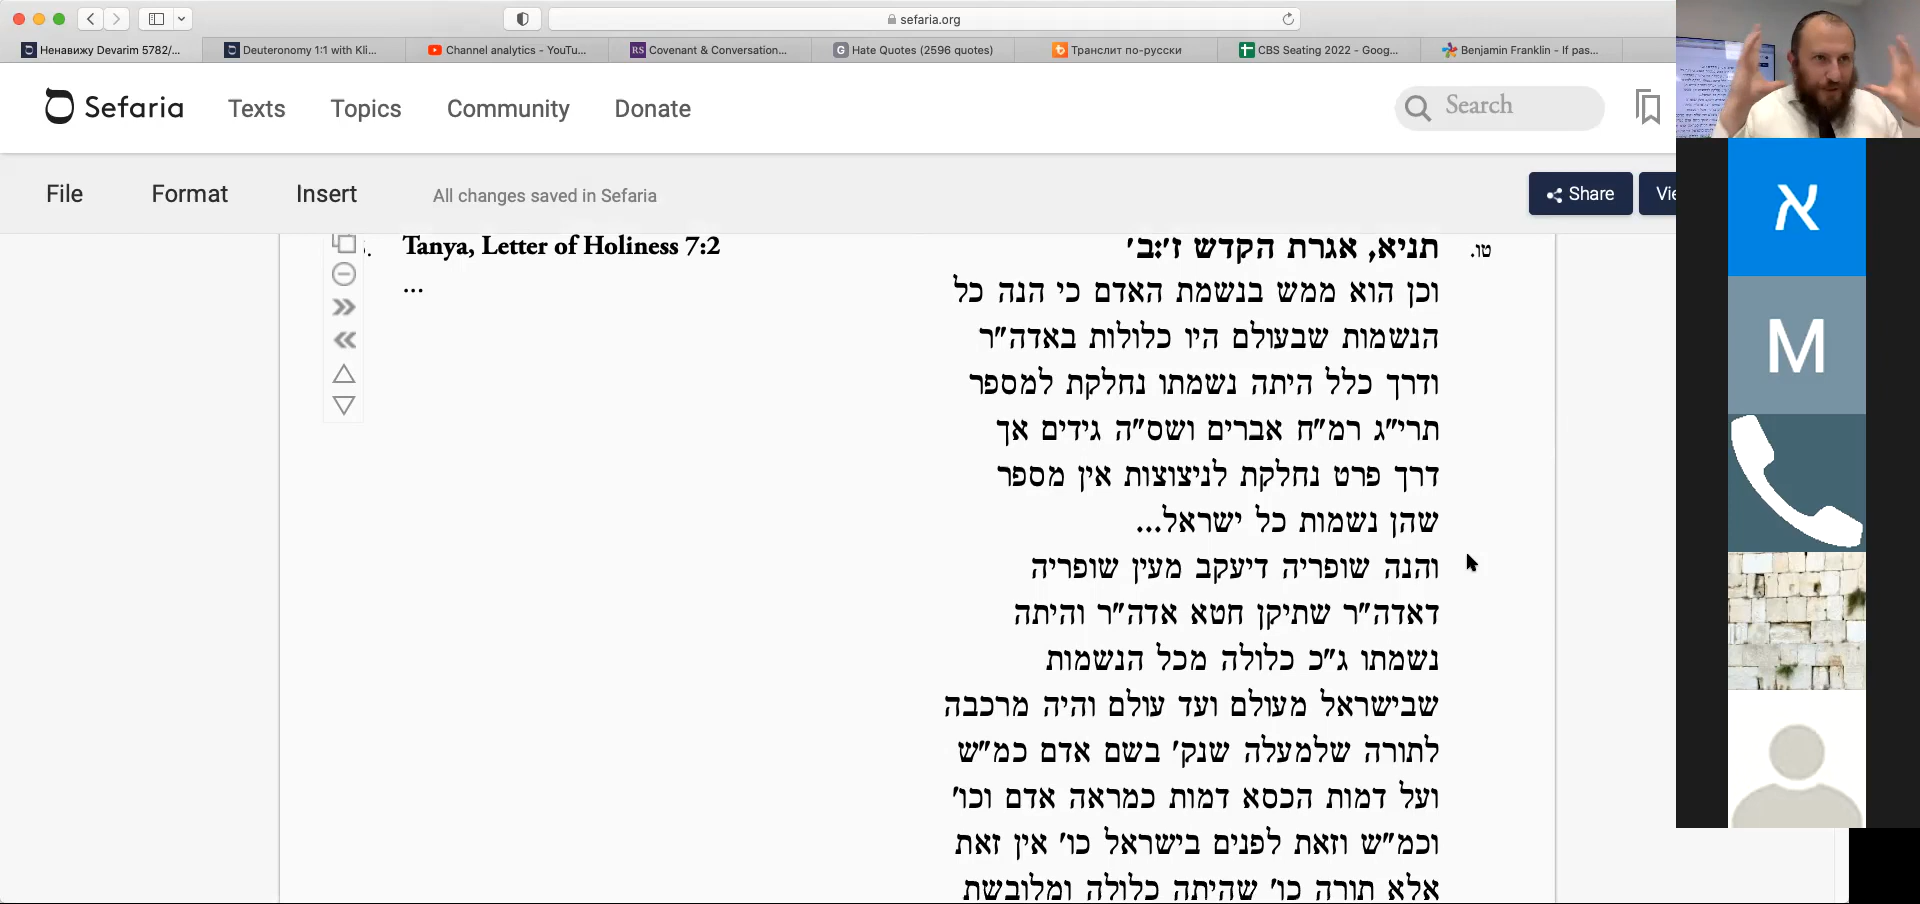 sefaria.org
Ненавижу Devarim 5782/...
Deuteronomy 1:1 with Kli...
Channel analytics - YouTu...
RS Covenant & Conversation...
G Hate Quotes (2596 quotes)
Транслит по-русски
CBS Seating 2022 - Goog...
Benjamin Franklin - If pas...
Sefaria
Texts
Topics
Community
Donate
Search
File
Format
Insert
All changes saved in Sefaria
Share
Vie
Tanya, Letter of Holiness 7:2
...
טו.
תניא, אגרת הקדש ז׳:ב׳
וכן הוא ממש בנשמת האדם כי הנה כל
הנשמות שבעולם היו כלולות באדה"ר
ודרך כלל היתה נשמתו נחלקת למספר
תרי"ג רמ"ח אברים ושס"ה גידים אך
דרך פרט נחלקת לניצוצות אין מספר
שהן נשמות כל ישראל...
והנה שופריה דיעקב מעין שופריה
דאדה"ר שתיקן חטא אדה"ר והיתה
נשמתו ג"כ כלולה מכל הנשמות
שבישראל מעולם ועד עולם והיה מרכבה
לתורה שלמעלה שנק' בשם אדם כמ"ש
ועל דמות הכסא דמות כמראה אדם וכו'
וכמ"ש וזאת לפנים בישראל כו' אין זאת
אלא תורה כו' שהיתה כלולה ומלובשת
א
M